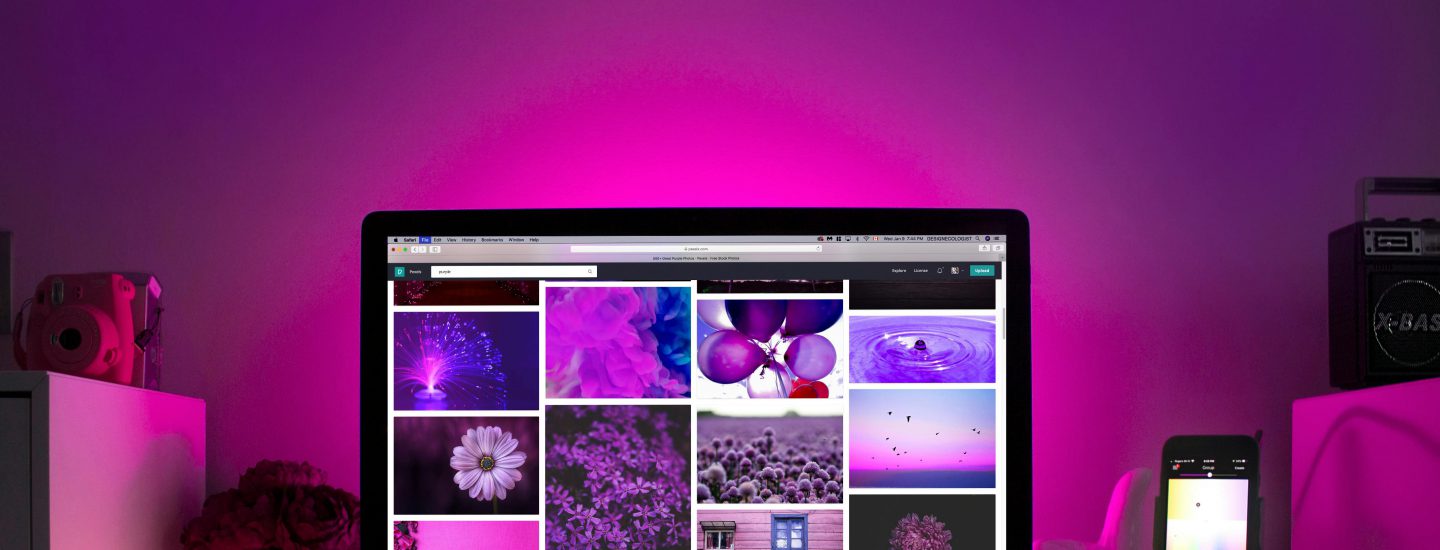 Safari File Edit View History Bookmarks Window Help
Wed Jan 9 7:44 PM DESIGNECOLOGIST
pexels.com
500+ Great Purple Photos · Pexels · Free Stock Photos
Pexels
purple
Explore License
Upload
X-BAS
Group
Create